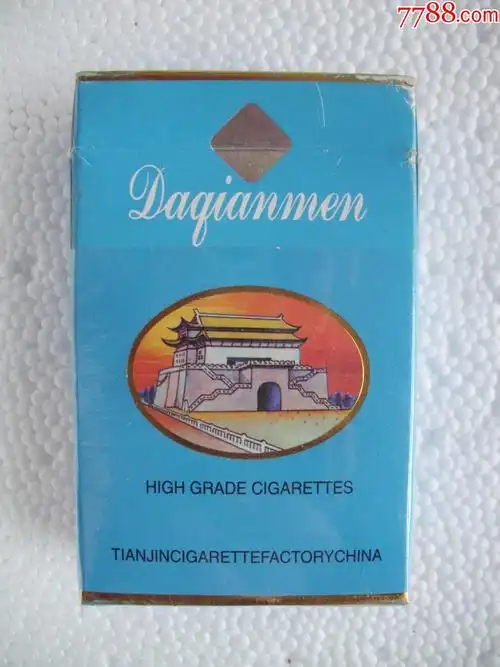 7788.com
Daqianmen
HIGH GRADE CIGARETTES
TIANJINCIGARETTEFACTORYCHINA